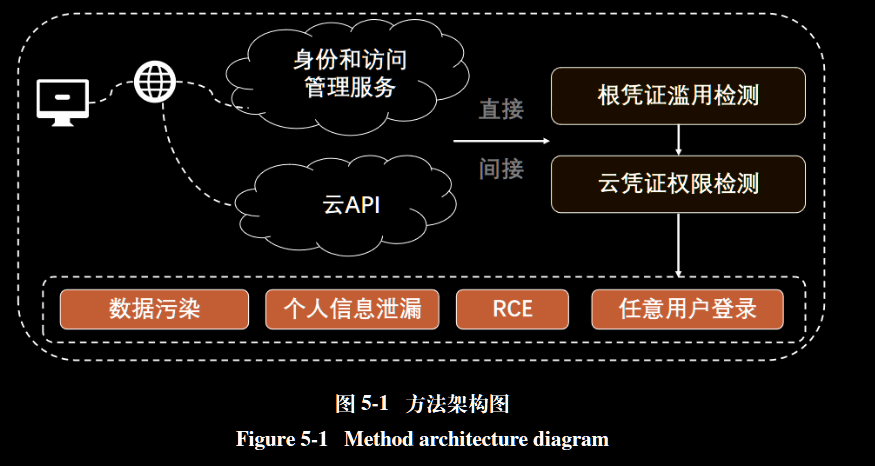 身份和访问
管理服务
直接
间接
根凭证滥用检测
云凭证权限检测
云API
数据污染
个人信息泄漏
RCE
任意用户登录
图 5-1 方法架构图
Figure 5-1 Method architecture diagram